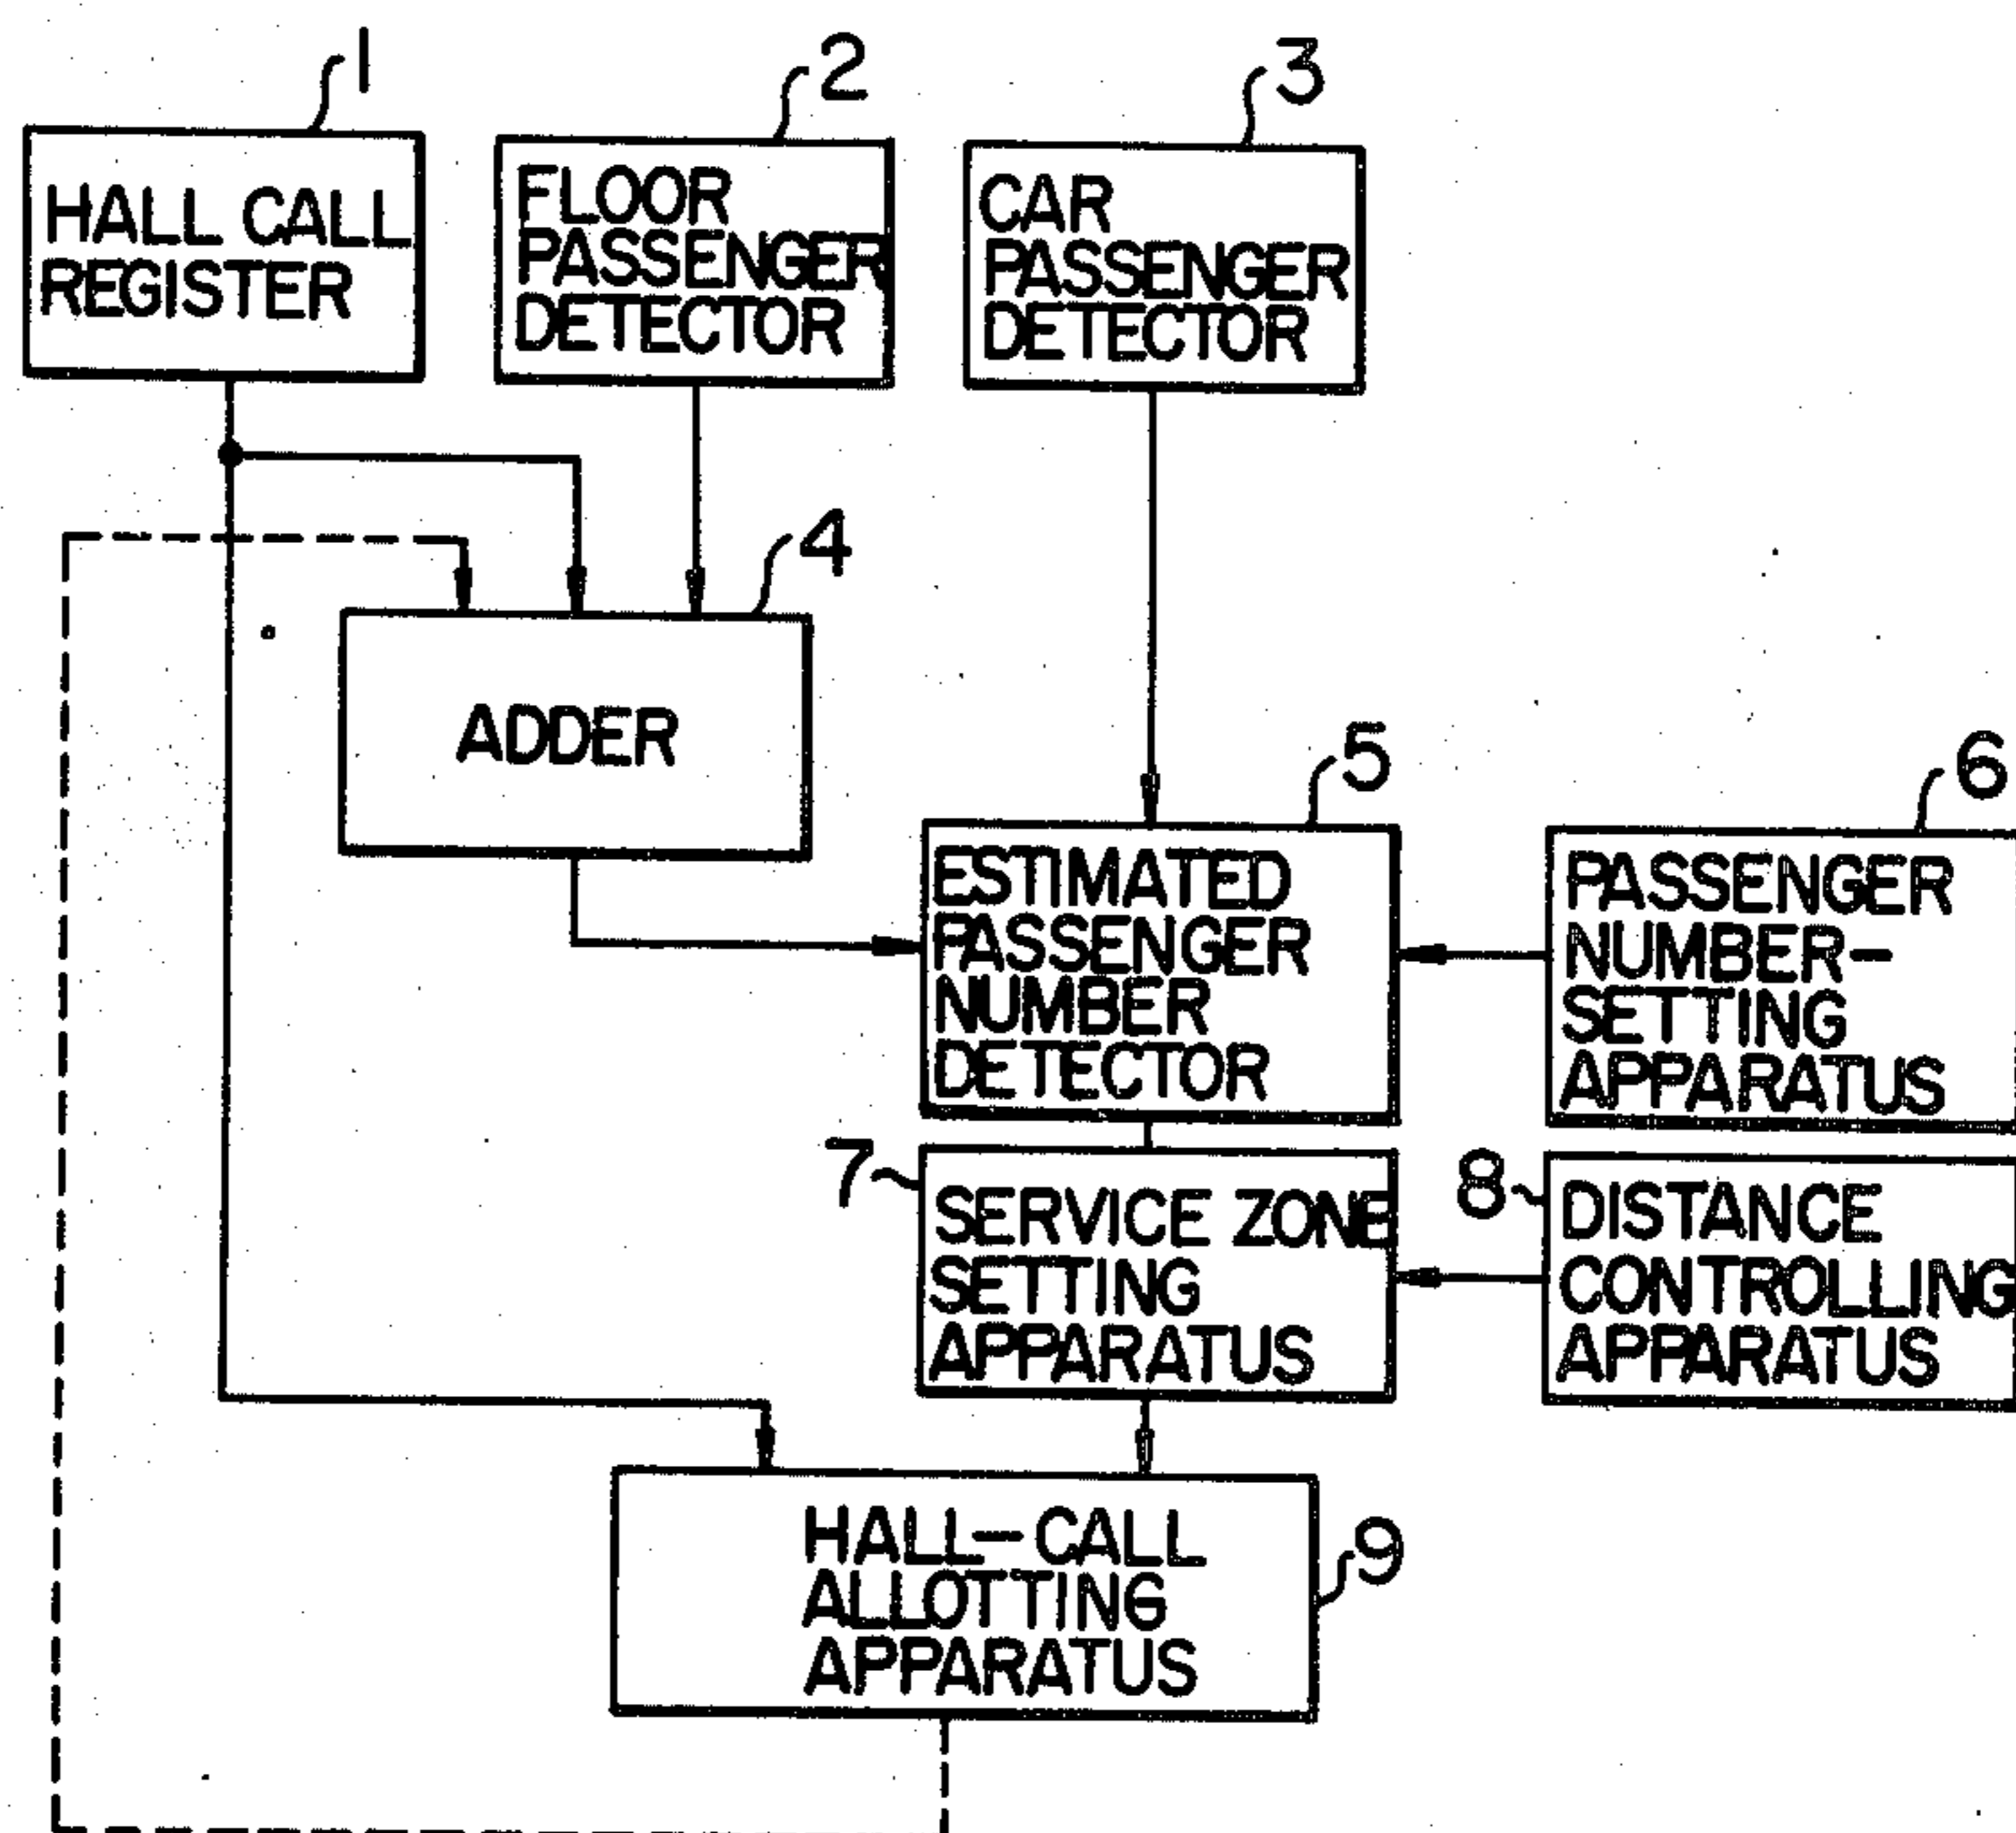 1
2
3
HALL CALL
REGISTER
FLOOR
PASSENGER
DETECTOR
CAR
PASSENGER
DETECTOR
4
ADDER
5
6
ESTIMATED
PASSENGER
NUMBER
DETECTOR
PASSENGER
NUMBER-
SETTING
APPARATUS
7
SERVICE ZONE
SETTING
APPARATUS
8
DISTANCE
CONTROLLING
APPARATUS
HALL-CALL
ALLOTTING
APPARATUS
9